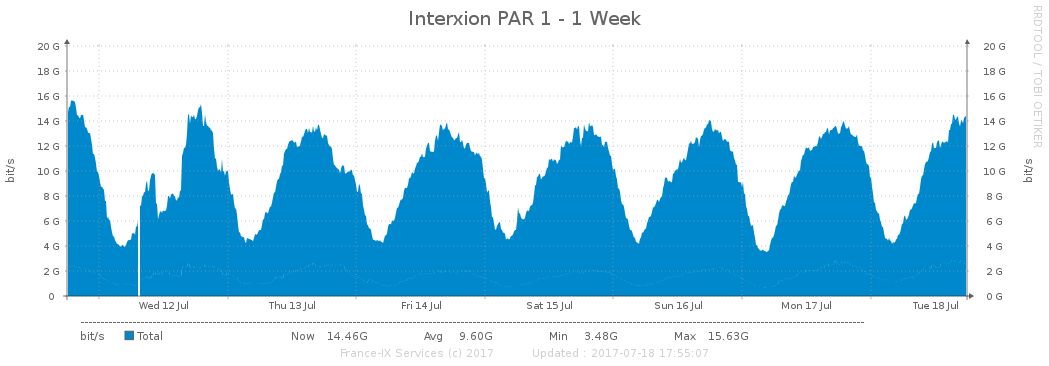 Interxion PAR 1 - 1 Week
RRDTOOL / TOBI OETIKER
20 G 20 G
18 G 18 G
16 G 16 G
14 G 14 G
12 G 12 G
10 G 10 G
8 G 8 G
6 G 6 G
4 G 4 G
2 G 2 G
0 0 G
bit/s bit/s
Wed 12 Jul Thu 13 Jul Fri 14 Jul Sat 15 Jul Sun 16 Jul Mon 17 Jul Tue 18 Jul
bit/s Total Now 14.46G Avg 9.60G Min 3.48G Max 15.63G
France-IX Services (c) 2017 Updated : 2017-07-18 17:55:07